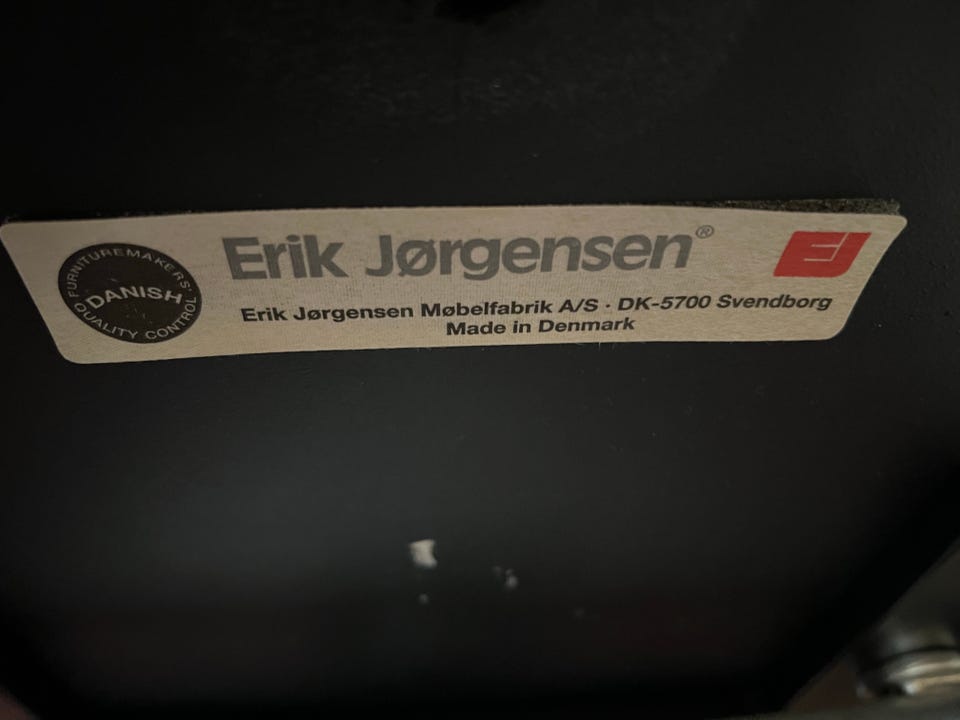 FURNITUREMAKERS'
DANISH
QUALITY CONTROL
Erik Jørgensen®
EJ
Erik Jørgensen Møbelfabrik A/S · DK-5700 Svendborg
Made in Denmark